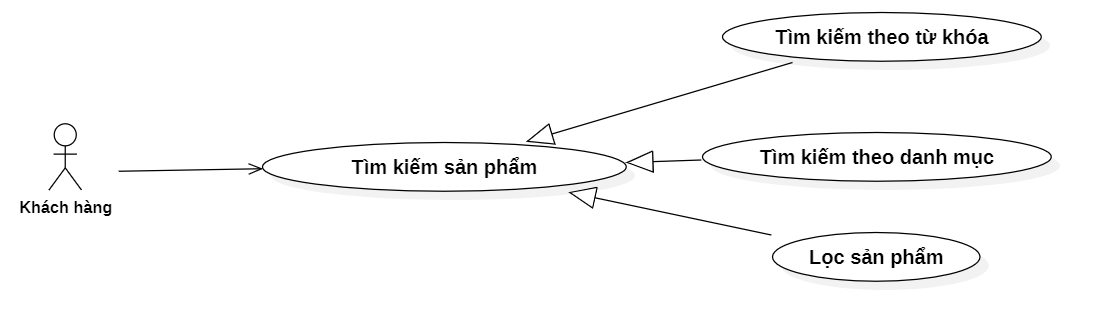 Tìm kiếm theo từ khóa
Tìm kiếm sản phẩm
Tìm kiếm theo danh mục
Khách hàng
Lọc sản phẩm